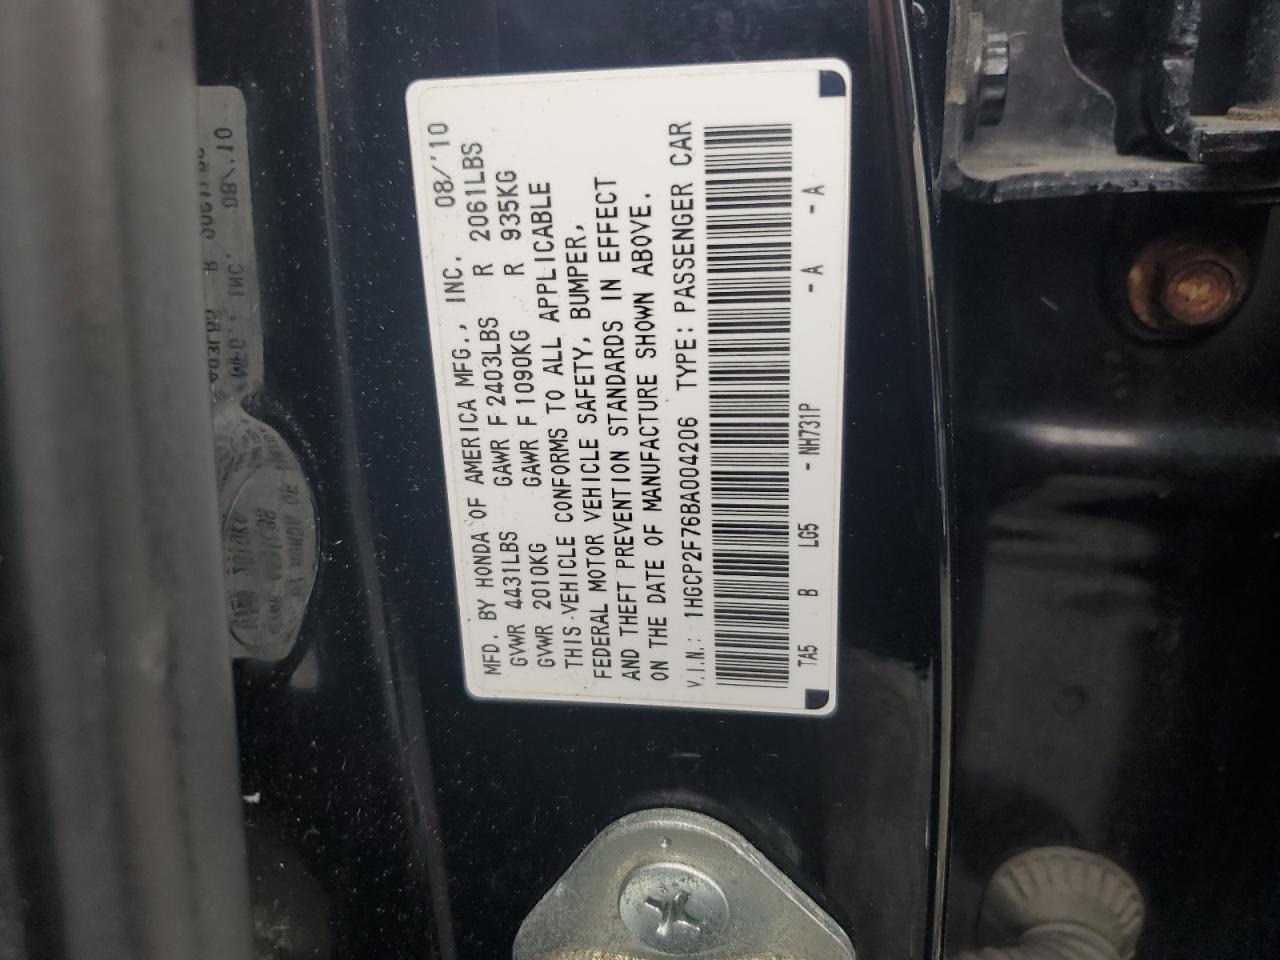 MFD. BY HONDA OF AMERICA MFG., INC. 08/'10
GVWR 4431LBS GAWR F 2403LBS R 2061LBS
GVWR 2010KG GAWR F 1090KG R 935KG
THIS VEHICLE CONFORMS TO ALL APPLICABLE
FEDERAL MOTOR VEHICLE SAFETY, BUMPER,
AND THEFT PREVENTION STANDARDS IN EFFECT
ON THE DATE OF MANUFACTURE SHOWN ABOVE.
V.I.N.: 1HGCP2F76BA004206 TYPE: PASSENGER CAR
TA5 B LG5 - NH731P - A - A